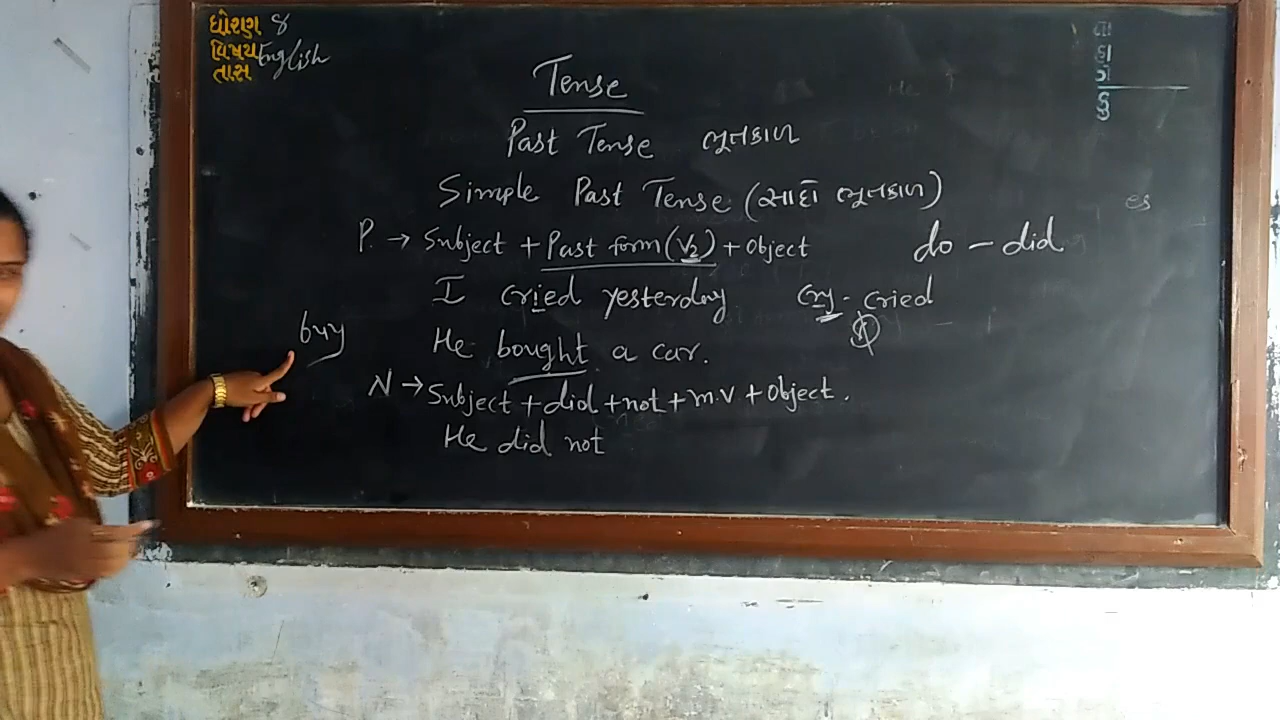 ધોરણ 8
વિષય English
તાસ
તા
હા
ગે
કુ
Tense
Past Tense ભૂતકાળ
Simple Past Tense (સાદો ભૂતકાળ)
P. → Subject + Past form (V2) + Object
do - did
I cried yesterday
cry - cried
buy
He bought a car.
N → Subject + did + not + m.v + Object.
He did not
es